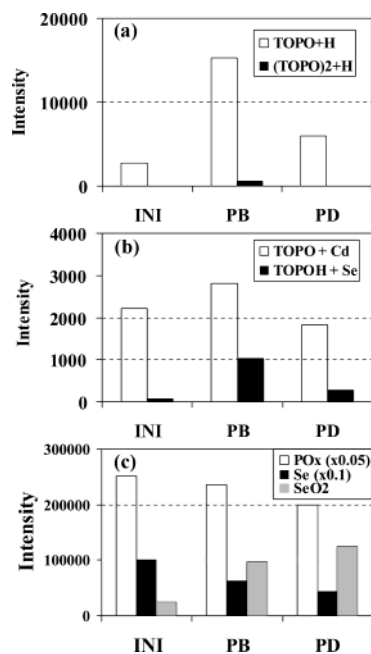 (a)
TOPO+H
(TOPO)2+H
Intensity
20000
10000
0
INI PB PD
(b)
TOPO + Cd
TOPOH + Se
Intensity
4000
3000
2000
1000
0
INI PB PD
(c)
POx (x0.05)
Se (x0.1)
SeO2
Intensity
300000
200000
100000
0
INI PB PD